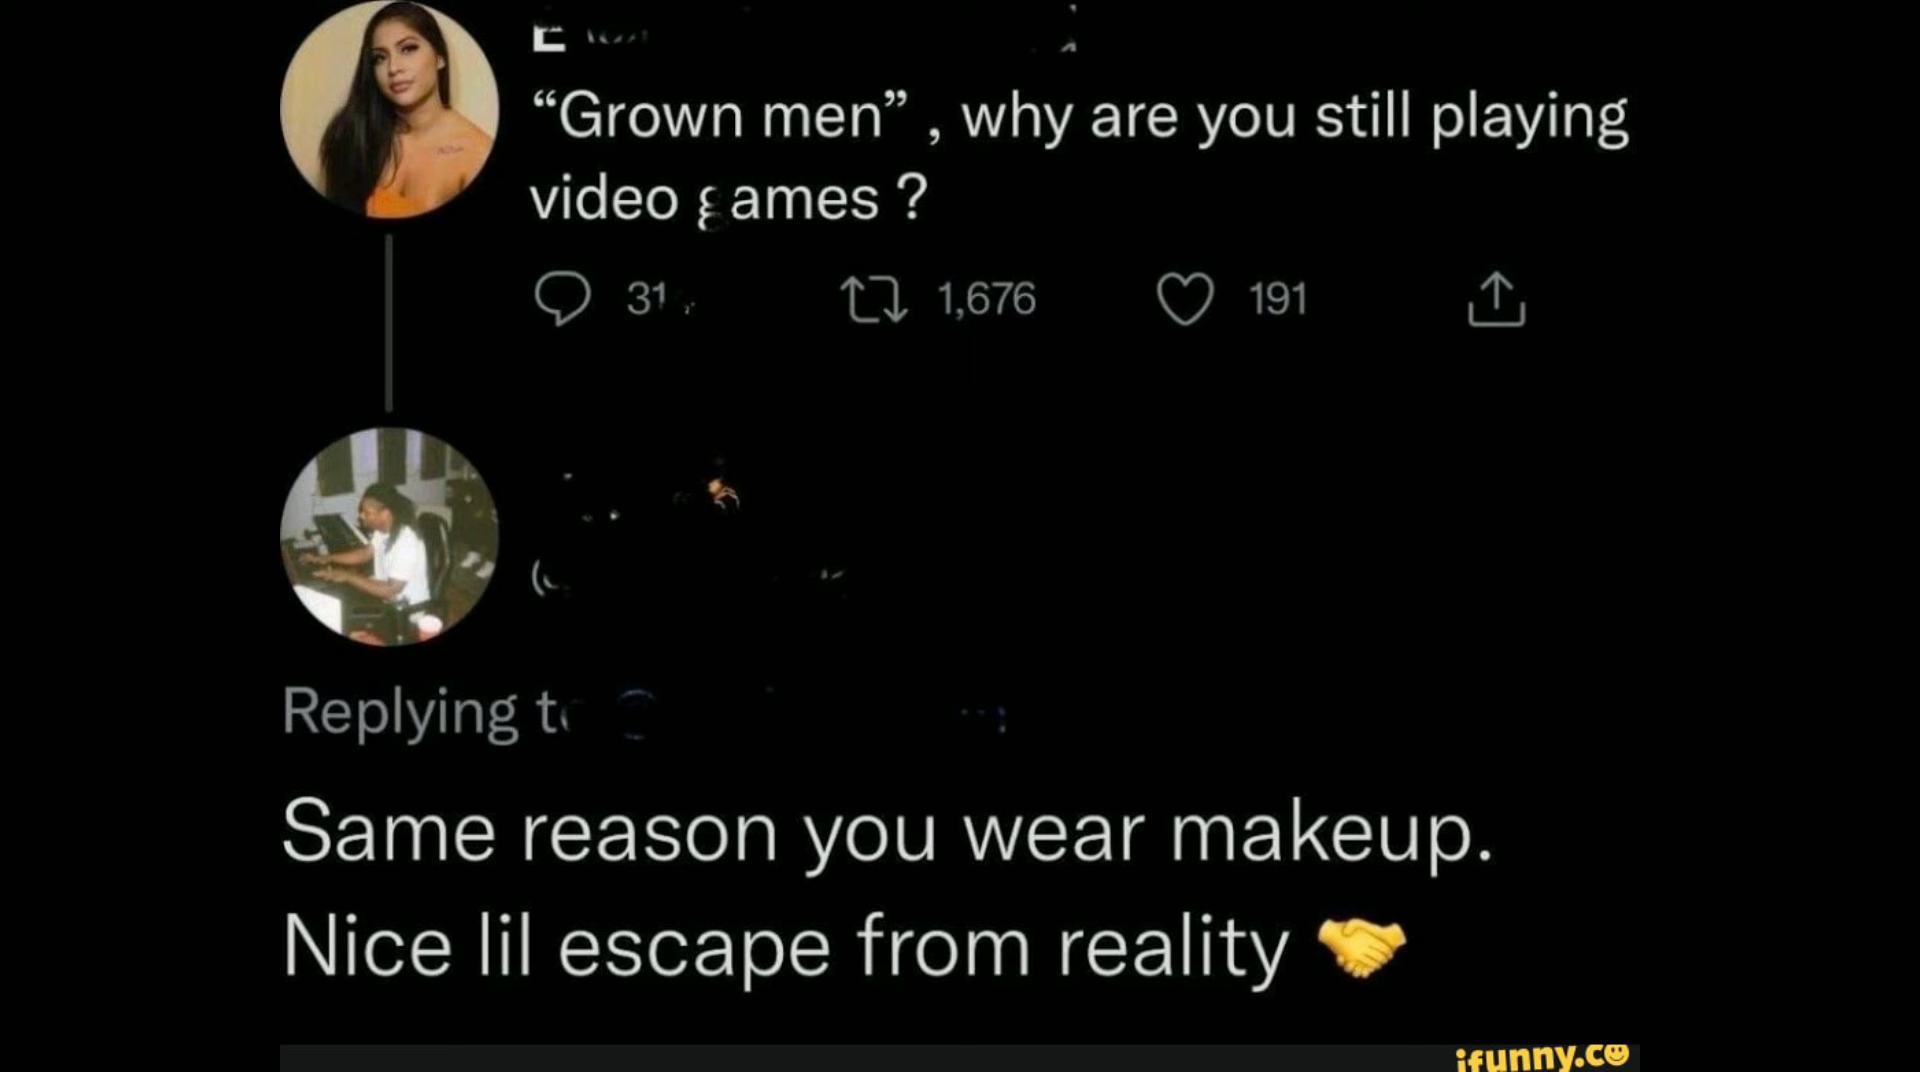 “Grown men” , why are you still playing
video games ?
1,676 191
Replying
Same reason you wear makeup.
Nice lil escape from reality 🤝
ifunny.co